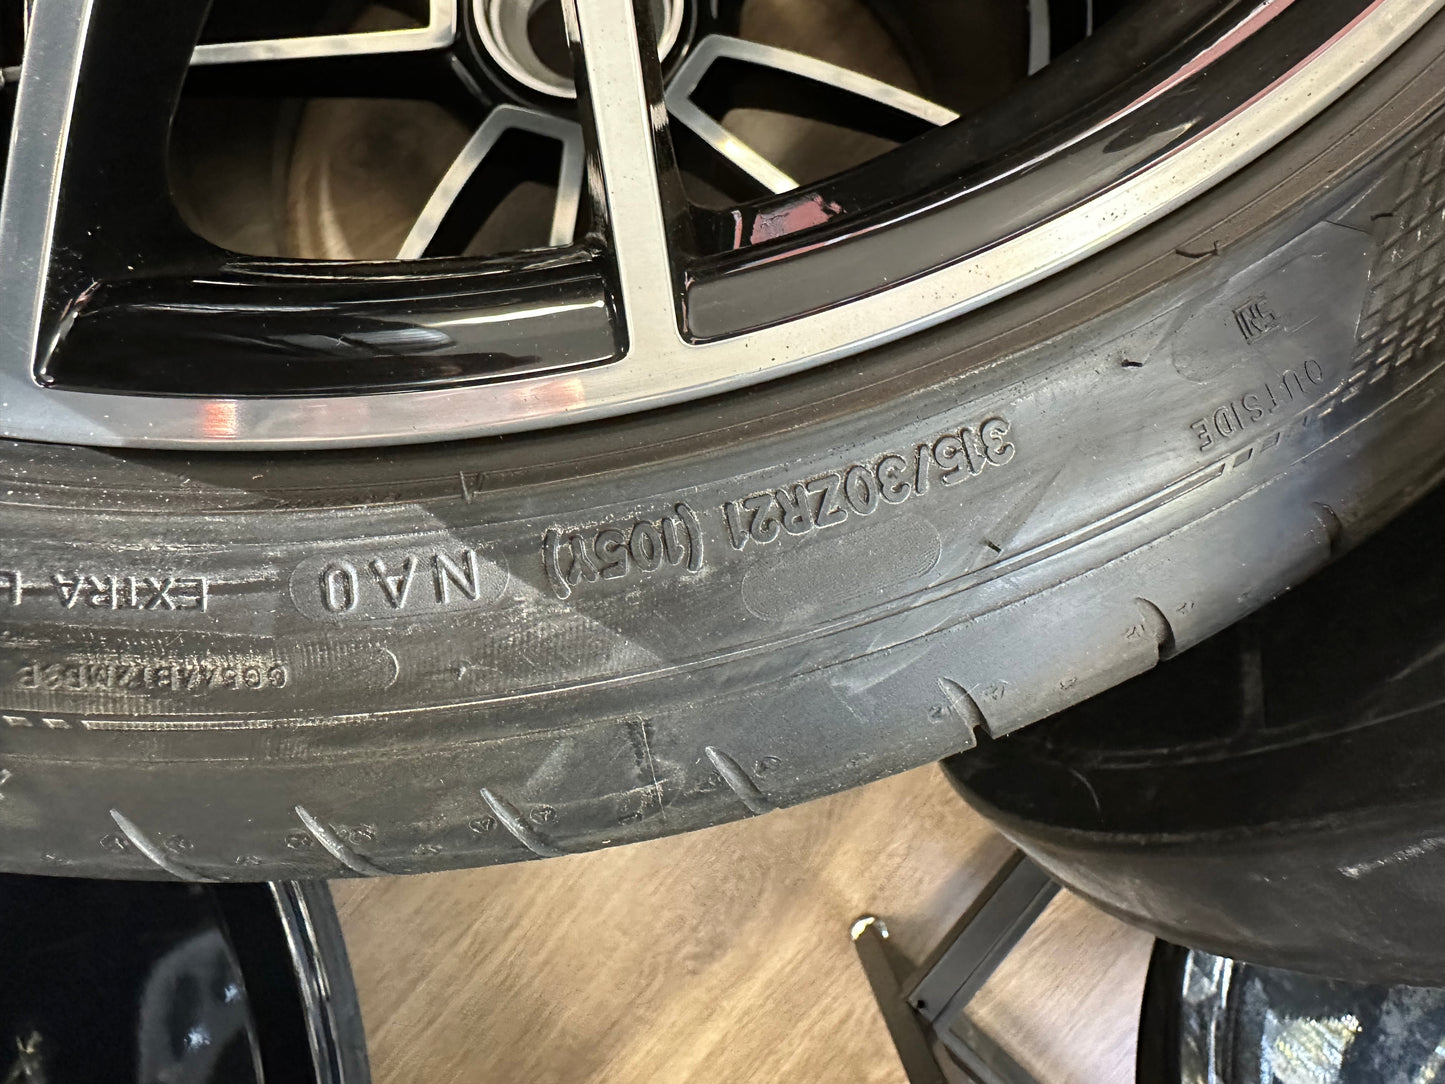 315/30ZR21 (105Y)
NA0
EXTRA L
OUTSIDE